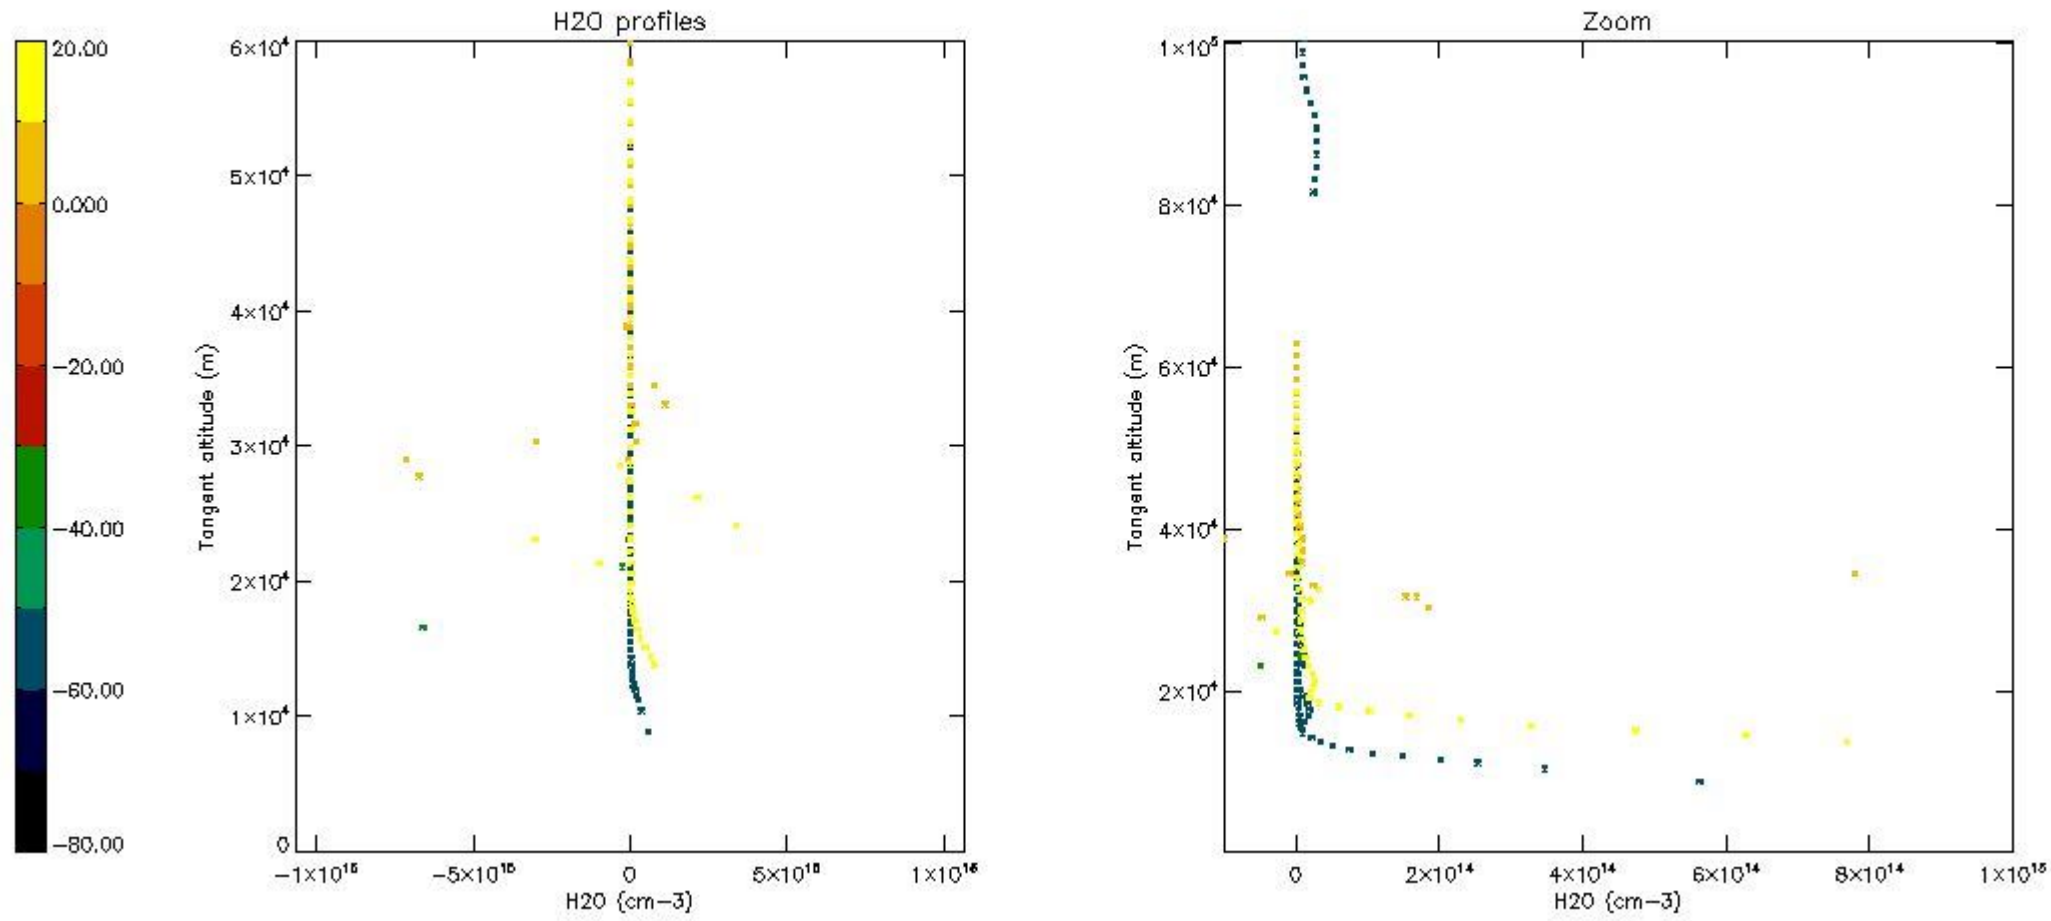 H2O profiles
20.00
0.000
−20.00
−40.00
−60.00
−80.00
Tangent altitude (m)
6×10⁴
5×10⁴
4×10⁴
3×10⁴
2×10⁴
1×10⁴
0
−1×10¹⁶ −5×10¹⁵ 0 5×10¹⁵ 1×10¹⁶
H2O (cm−3)
Zoom
Tangent altitude (m)
1×10⁵
8×10⁴
6×10⁴
4×10⁴
2×10⁴
0 2×10¹⁴ 4×10¹⁴ 6×10¹⁴ 8×10¹⁴ 1×10¹⁵
H2O (cm−3)